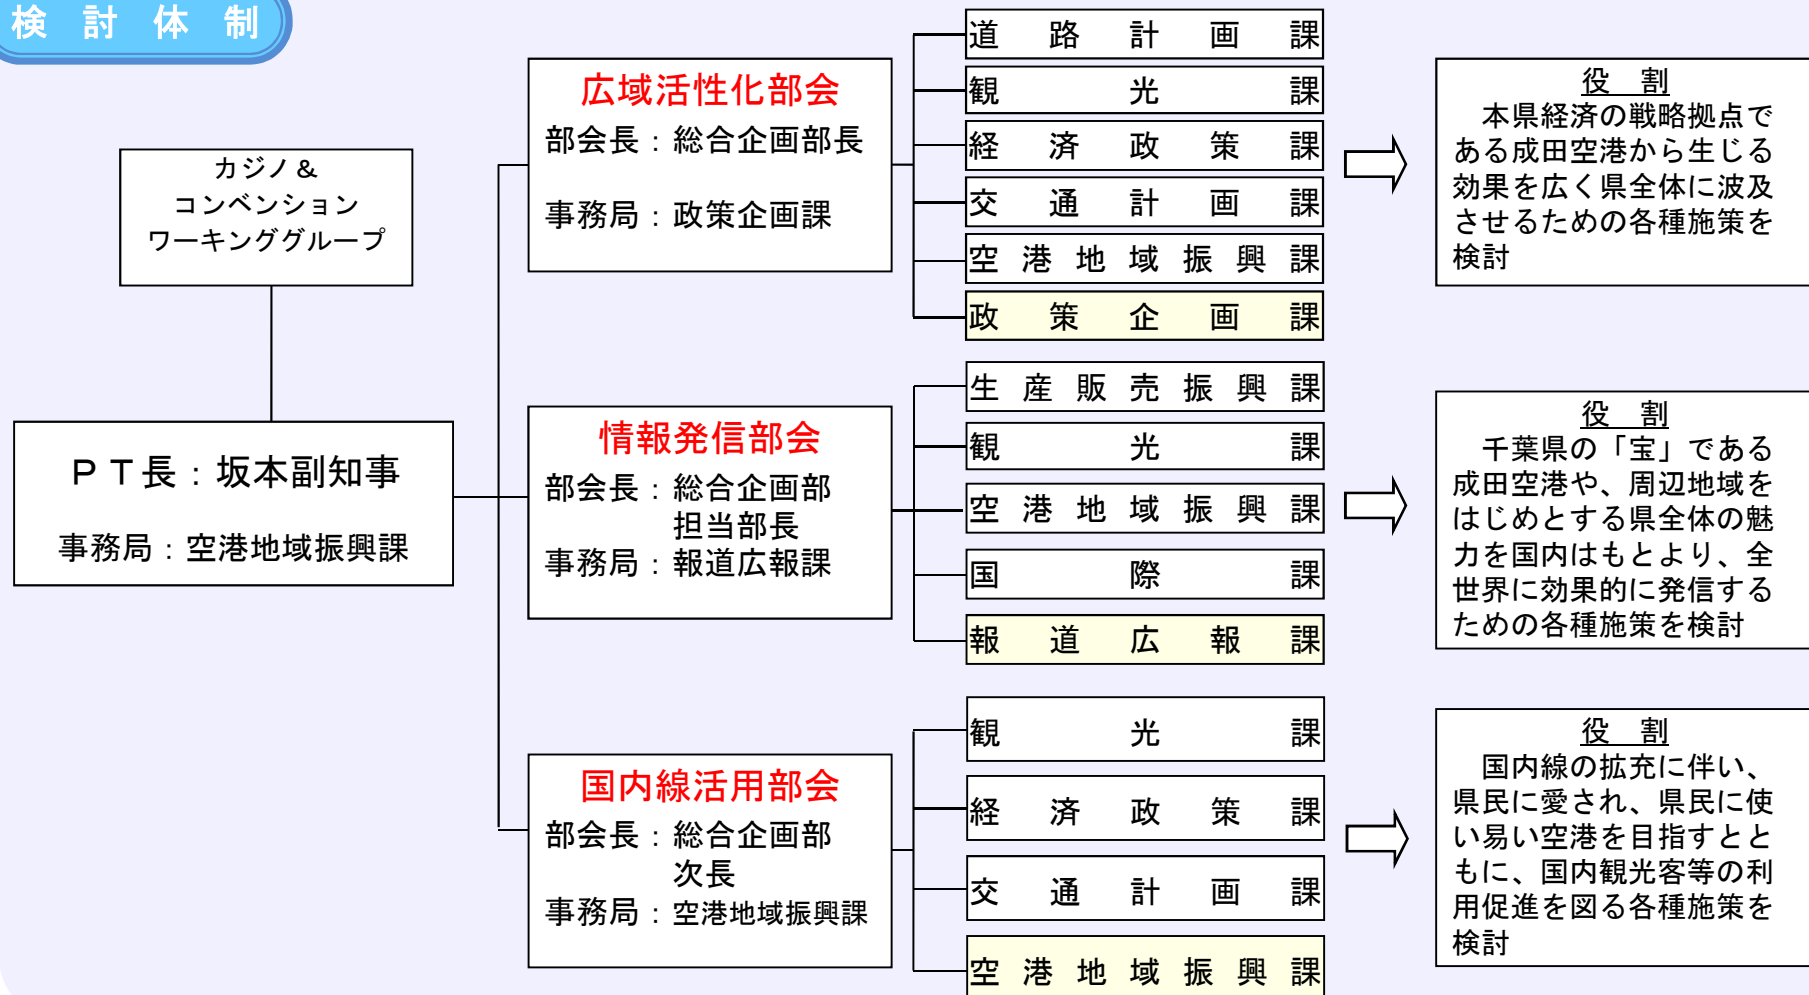 検討体制
カジノ＆
コンベンション
ワーキンググループ
ＰＴ長：坂本副知事
事務局：空港地域振興課
広域活性化部会
部会長：総合企画部長
事務局：政策企画課
道路計画課
観光課
経済政策課
交通計画課
空港地域振興課
政策企画課
役割
本県経済の戦略拠点で
ある成田空港から生じる
効果を広く県全体に波及
させるための各種施策を
検討
情報発信部会
部会長：総合企画部
担当部長
事務局：報道広報課
生産販売振興課
観光課
空港地域振興課
国際課
報道広報課
役割
千葉県の「宝」である
成田空港や、周辺地域を
はじめとする県全体の魅
力を国内はもとより、全
世界に効果的に発信する
ための各種施策を検討
国内線活用部会
部会長：総合企画部
次長
事務局：空港地域振興課
観光課
経済政策課
交通計画課
空港地域振興課
役割
国内線の拡充に伴い、
県民に愛され、県民に使
い易い空港を目指すとと
もに、国内観光客等の利
用促進を図る各種施策を
検討